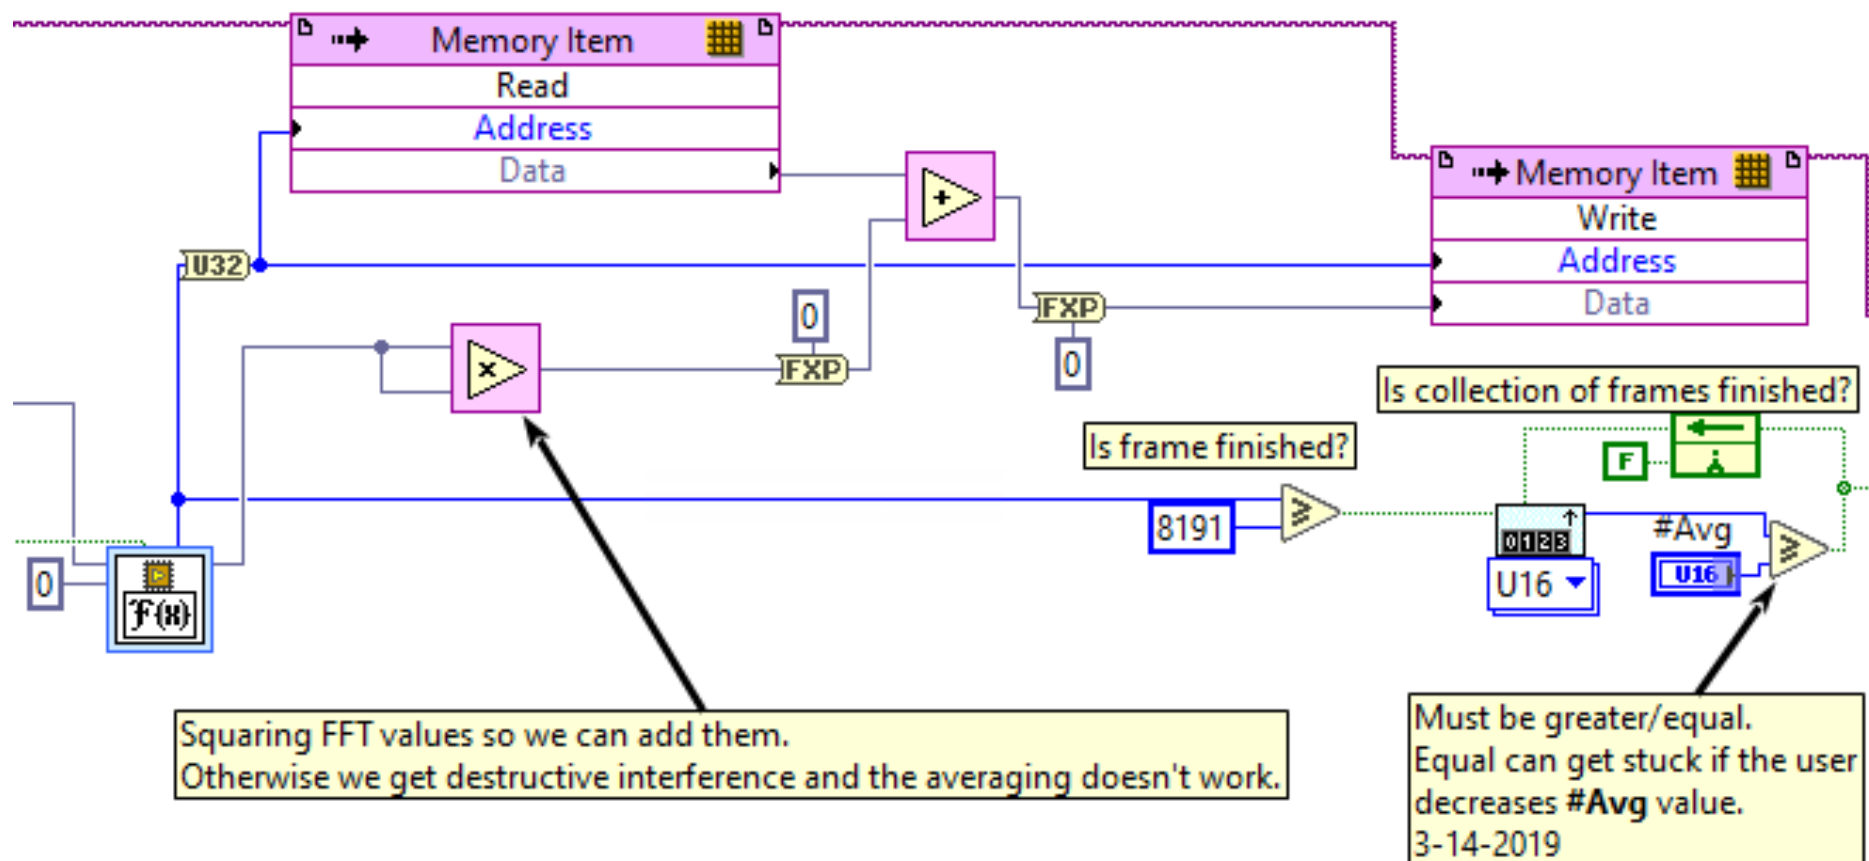 Memory Item
Read
Address
Data
Memory Item
Write
Address
Data
+
U32
0
FXP
FXP
0
x
Is collection of frames finished?
Is frame finished?
F
8191
≥
0123
U16
#Avg
U16
≥
0
F(x)
Squaring FFT values so we can add them.
Otherwise we get destructive interference and the averaging doesn't work.
Must be greater/equal.
Equal can get stuck if the user
decreases #Avg value.
3-14-2019